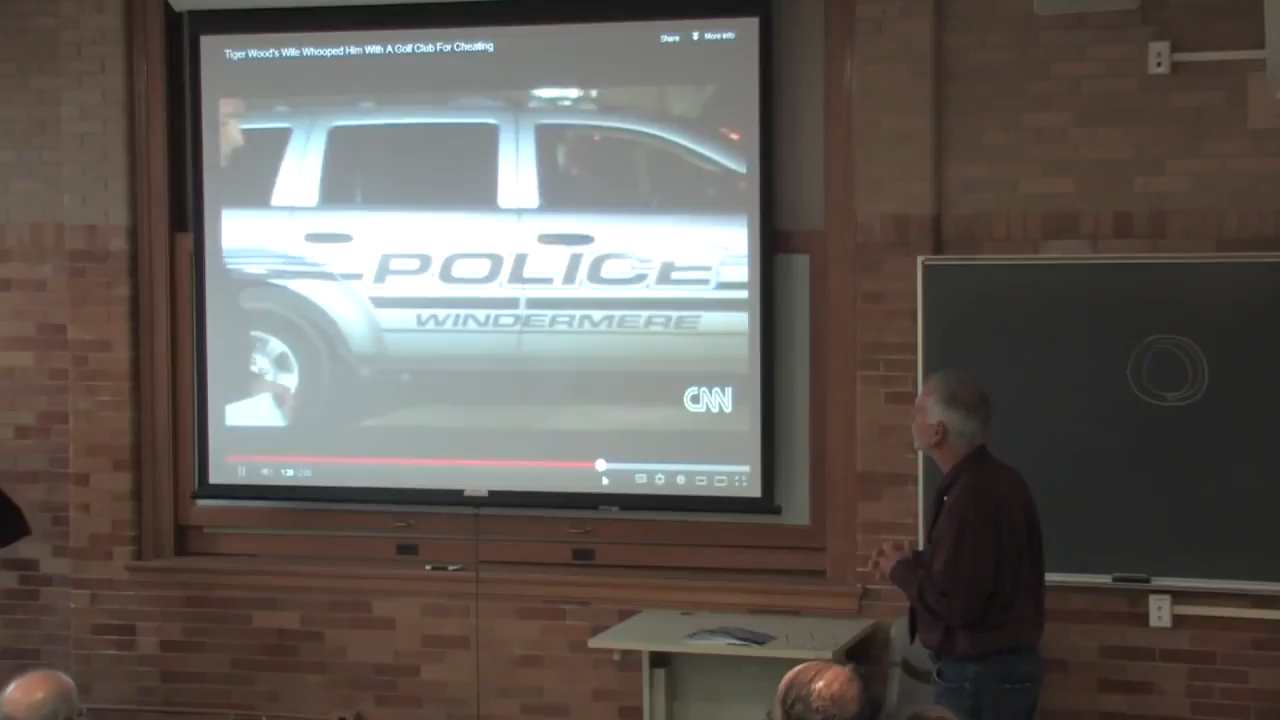 Tiger Wood's Wife Whooped Him With A Golf Club For Cheating
Share More info
POLICE
WINDERMERE
CNN